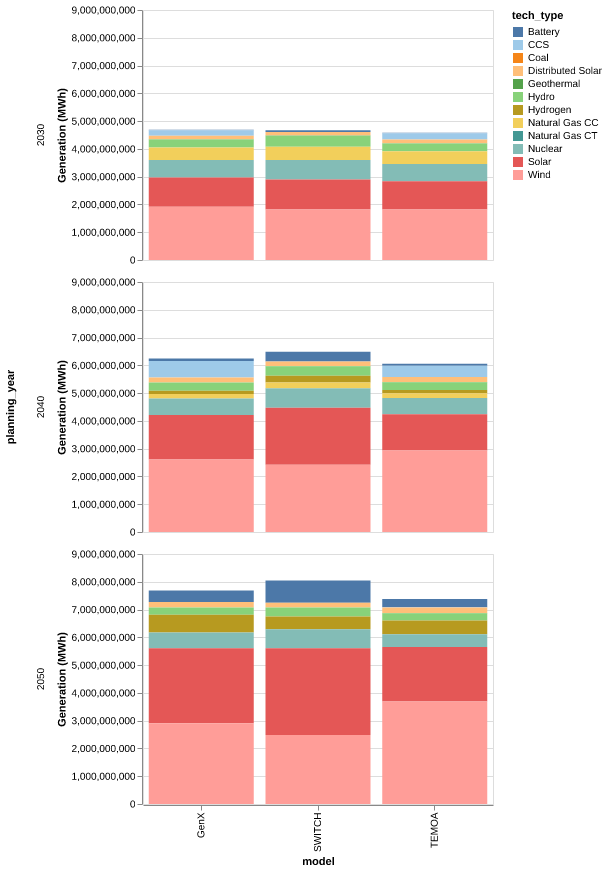 planning_year
2030
Generation (MWh)
9,000,000,000
8,000,000,000
7,000,000,000
6,000,000,000
5,000,000,000
4,000,000,000
3,000,000,000
2,000,000,000
1,000,000,000
0
2040
Generation (MWh)
9,000,000,000
8,000,000,000
7,000,000,000
6,000,000,000
5,000,000,000
4,000,000,000
3,000,000,000
2,000,000,000
1,000,000,000
0
2050
Generation (MWh)
9,000,000,000
8,000,000,000
7,000,000,000
6,000,000,000
5,000,000,000
4,000,000,000
3,000,000,000
2,000,000,000
1,000,000,000
0
GenX
SWITCH
TEMOA
model
tech_type
Battery
CCS
Coal
Distributed Solar
Geothermal
Hydro
Hydrogen
Natural Gas CC
Natural Gas CT
Nuclear
Solar
Wind